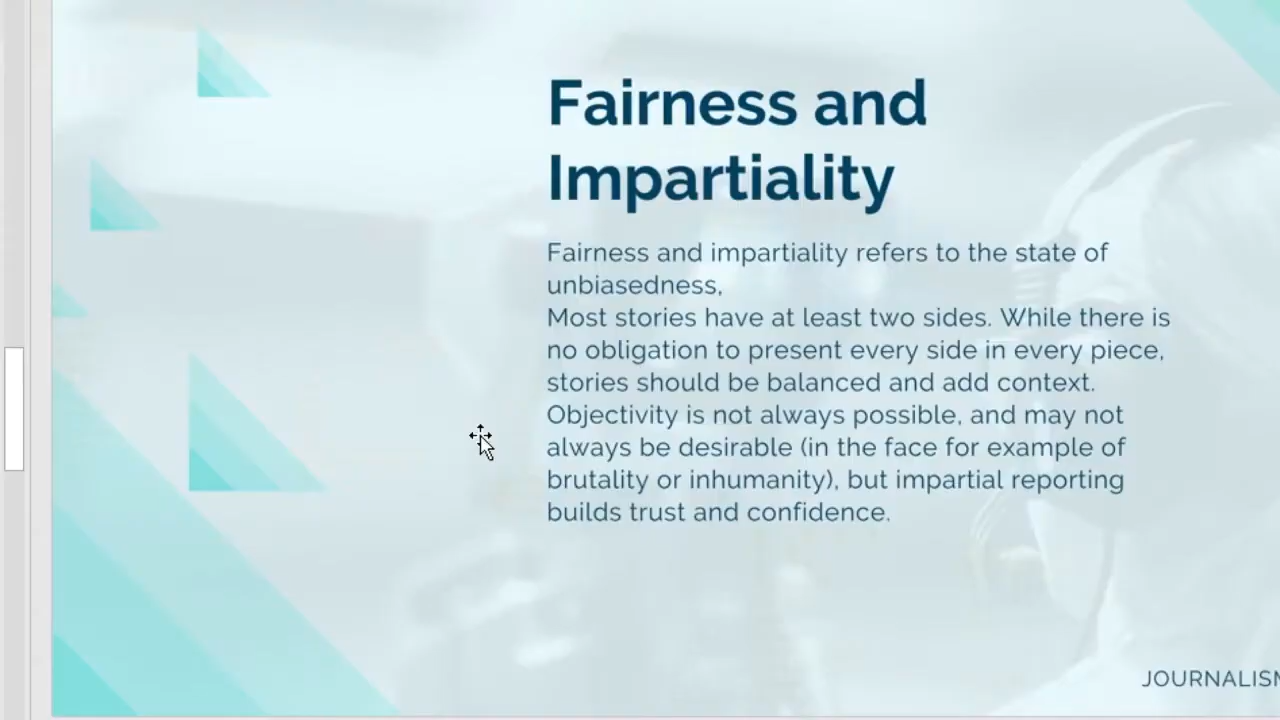 Fairness and
Impartiality
Fairness and impartiality refers to the state of
unbiasedness,
Most stories have at least two sides. While there is
no obligation to present every side in every piece,
stories should be balanced and add context.
Objectivity is not always possible, and may not
always be desirable (in the face for example of
brutality or inhumanity), but impartial reporting
builds trust and confidence.
JOURNALISM